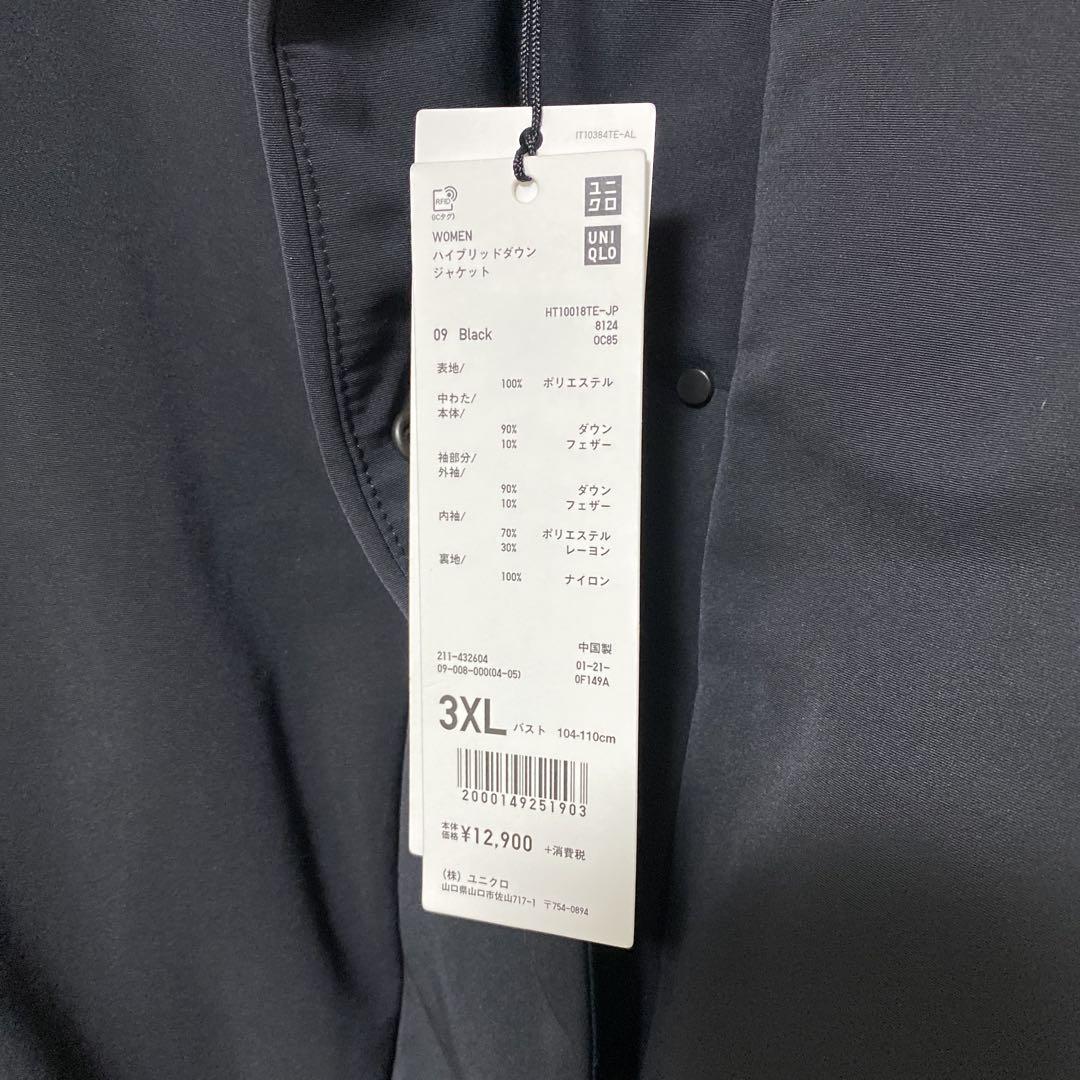 IT10384TE-AL
RFID
(ICタグ)
ユニ
クロ
UNI
QLO
WOMEN
ハイブリッドダウン
ジャケット
HT10018TE-JP
8124
OC85
09 Black
表地/
100% ポリエステル
中わた/
本体/
90% ダウン
10% フェザー
袖部分/
外袖/
90% ダウン
10% フェザー
内袖/
70% ポリエステル
30% レーヨン
裏地/
100% ナイロン
中国製
211-432604
01-21-
09-008-000(04-05)
0F149A
3XL バスト 104-110cm
2000149251903
本体
価格 ¥12,900 +消費税
(株) ユニクロ
山口県山口市佐山717-1 〒754-0894